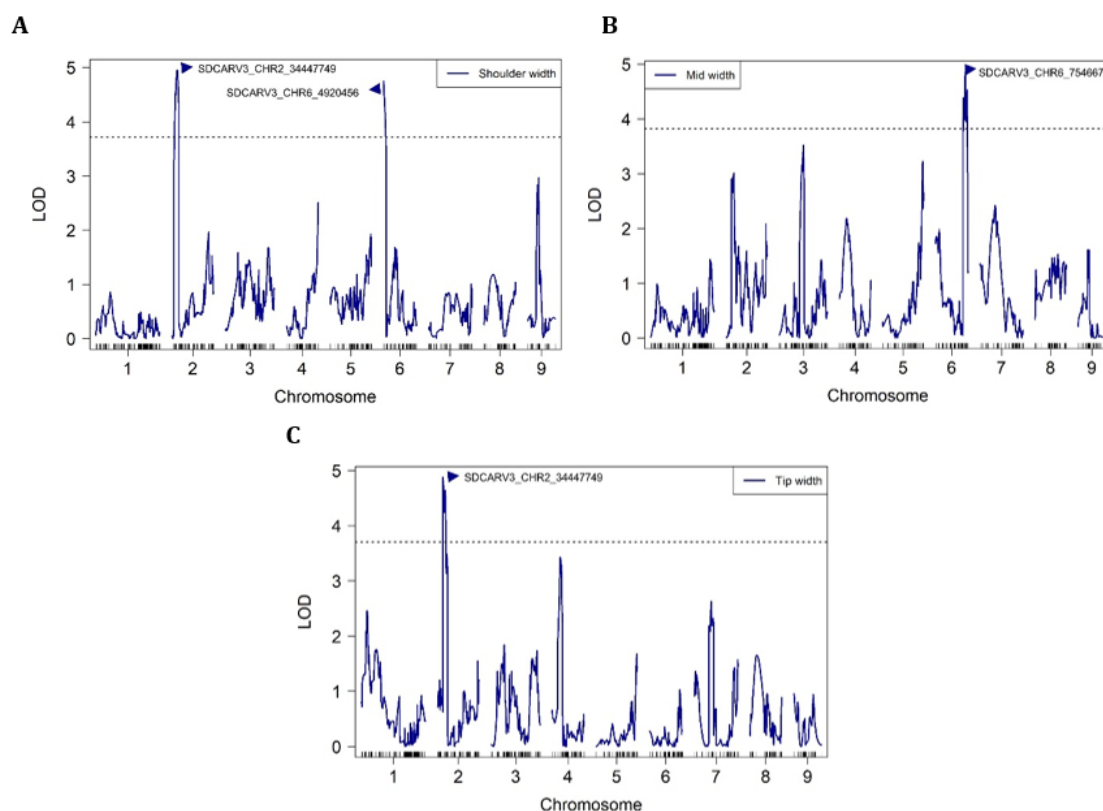 A
5
4
3
2
1
0
LOD
SDCARV3_CHR2_34447749
SDCARV3_CHR6_4920456
Shoulder width
1 2 3 4 5 6 7 8 9
Chromosome
B
5
4
3
2
1
0
LOD
Mid width
SDCARV3_CHR6_754667
1 2 3 4 5 6 7 8 9
Chromosome
C
5
4
3
2
1
0
LOD
SDCARV3_CHR2_34447749
Tip width
1 2 3 4 5 6 7 8 9
Chromosome